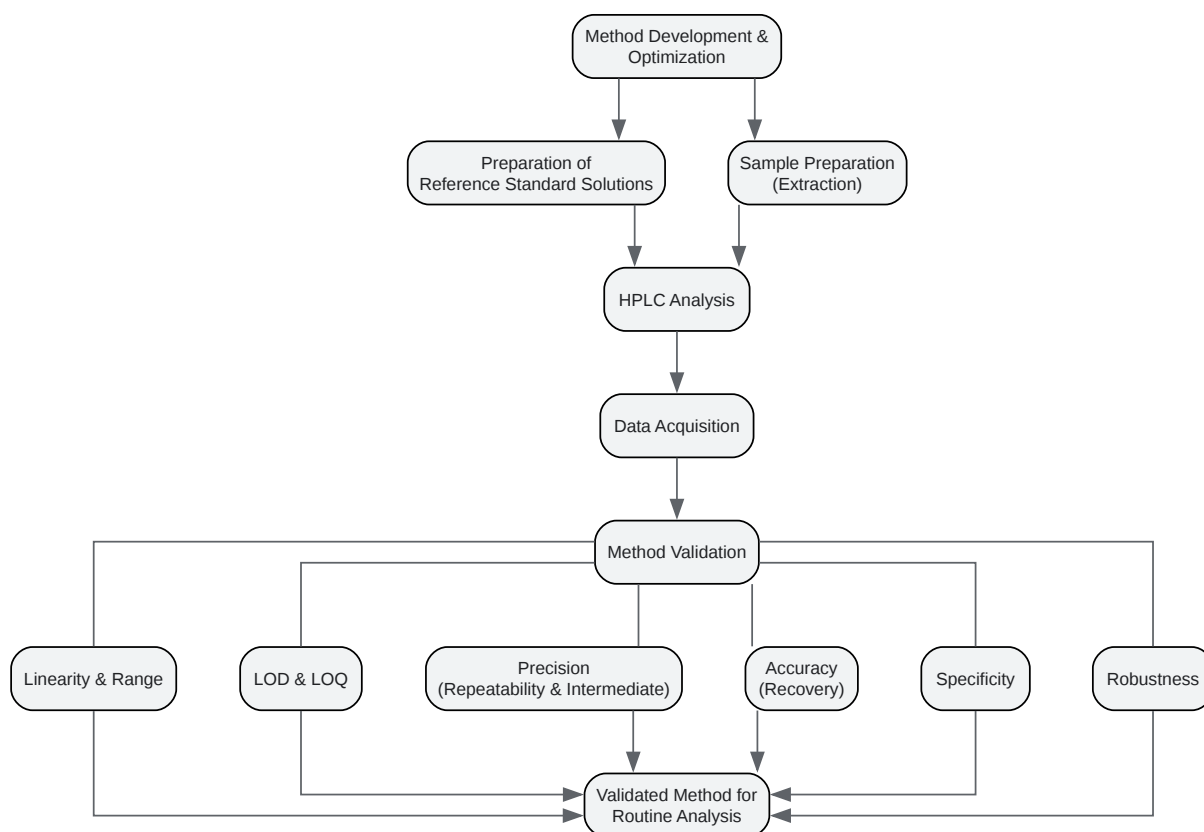 Method Development &
Optimization
Preparation of
Reference Standard Solutions
Sample Preparation
(Extraction)
HPLC Analysis
Data Acquisition
Method Validation
Linearity & Range
LOD & LOQ
Precision
(Repeatability & Intermediate)
Accuracy
(Recovery)
Specificity
Robustness
Validated Method for
Routine Analysis